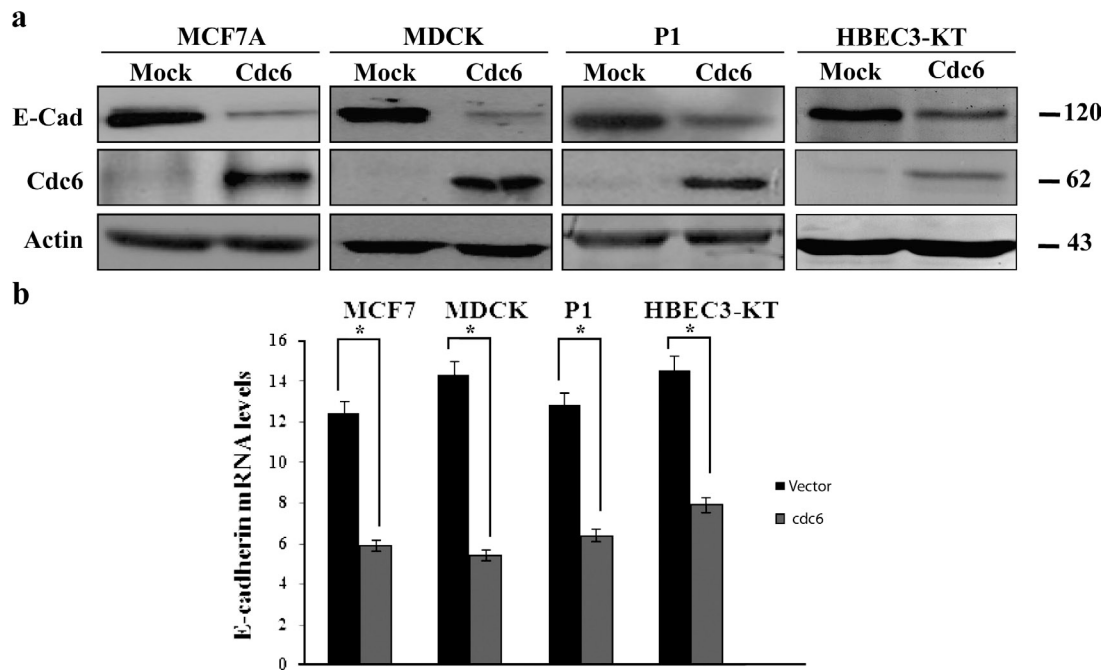 a
MCF7A MDCK P1 HBEC3-KT
Mock Cdc6 Mock Cdc6 Mock Cdc6 Mock Cdc6
E-Cad 120
Cdc6 62
Actin 43
b
MCF7 MDCK P1 HBEC3-KT
* * * *
E-cadherin mRNA levels
16
14
12
10
8
6
4
2
0
Vector
cdc6